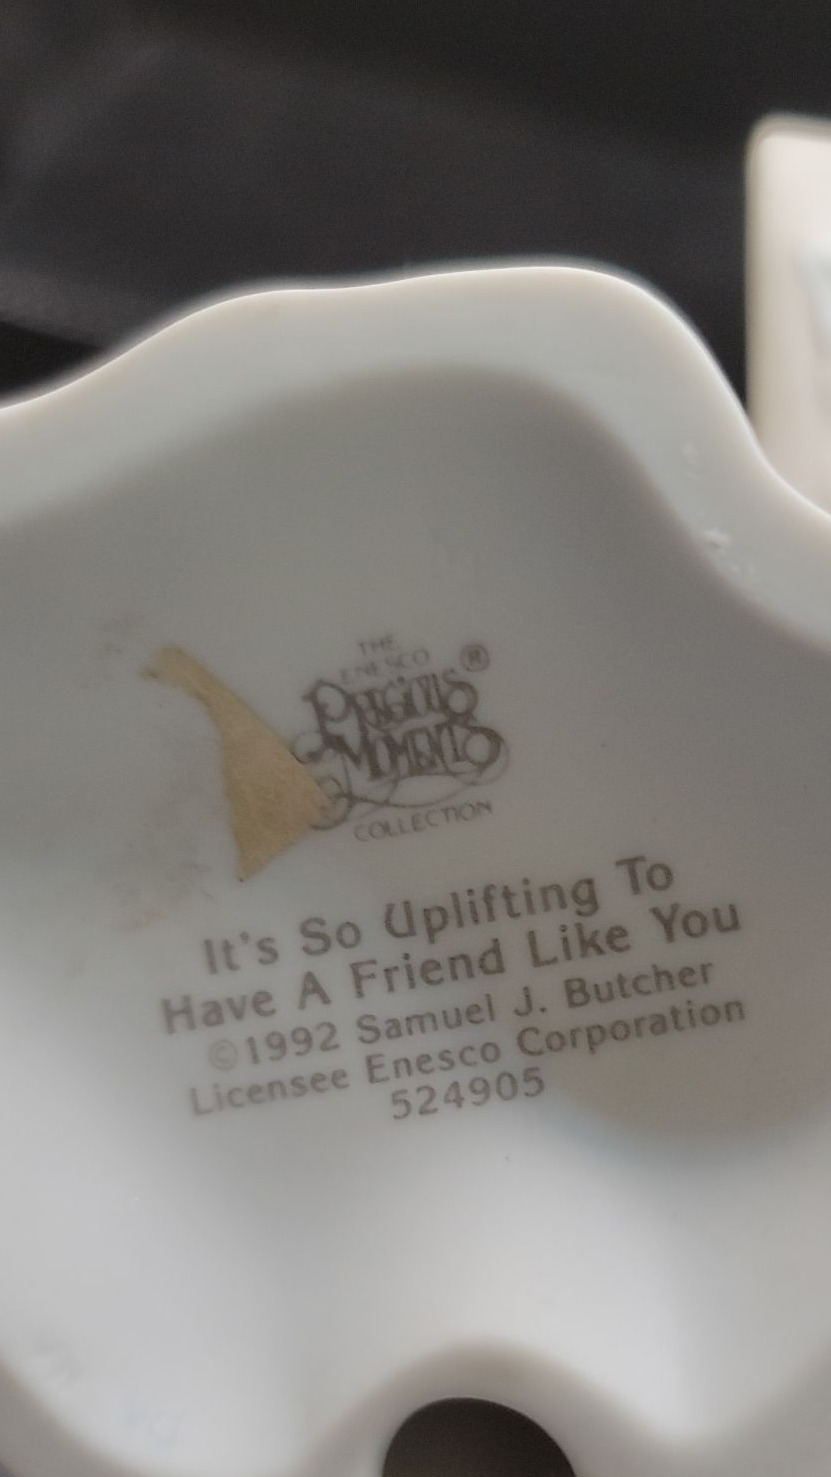 THE
ENESCO ®
PRECIOUS
MOMENTS
COLLECTION
It's So Uplifting To
Have A Friend Like You
©1992 Samuel J. Butcher
Licensee Enesco Corporation
524905